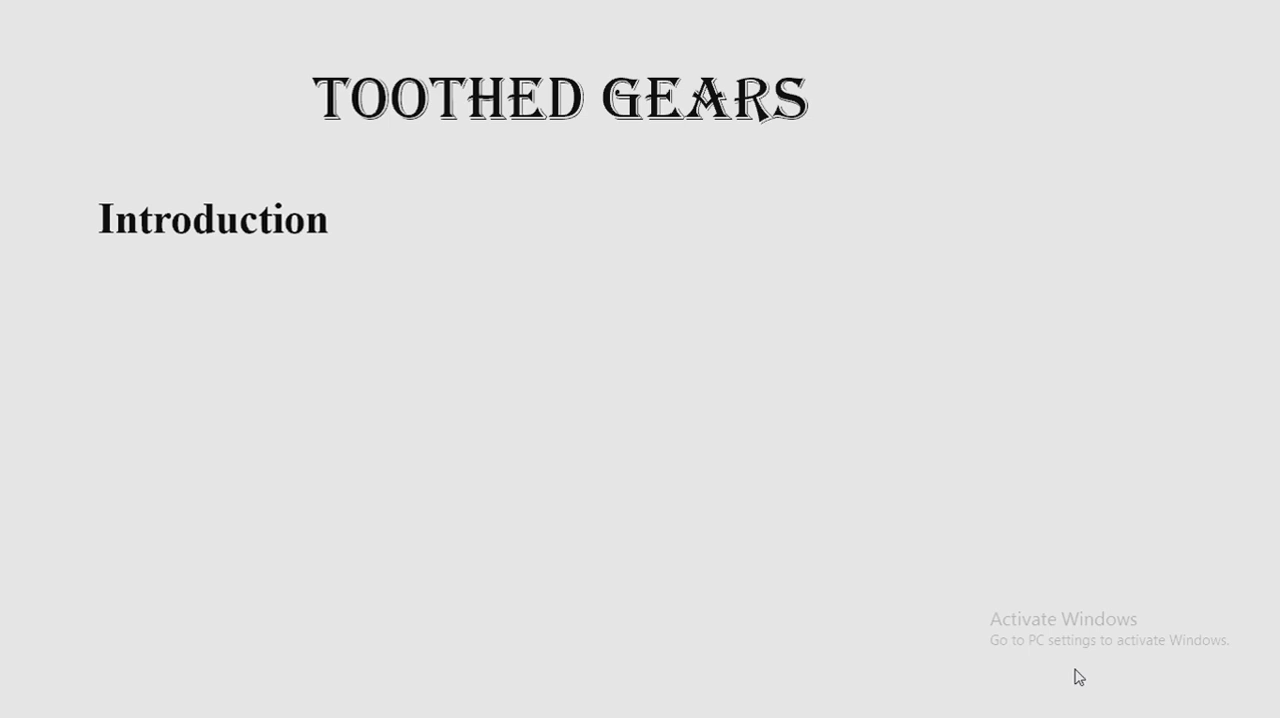 TOOTHED GEARS
Introduction
Activate Windows
Go to PC settings to activate Windows.